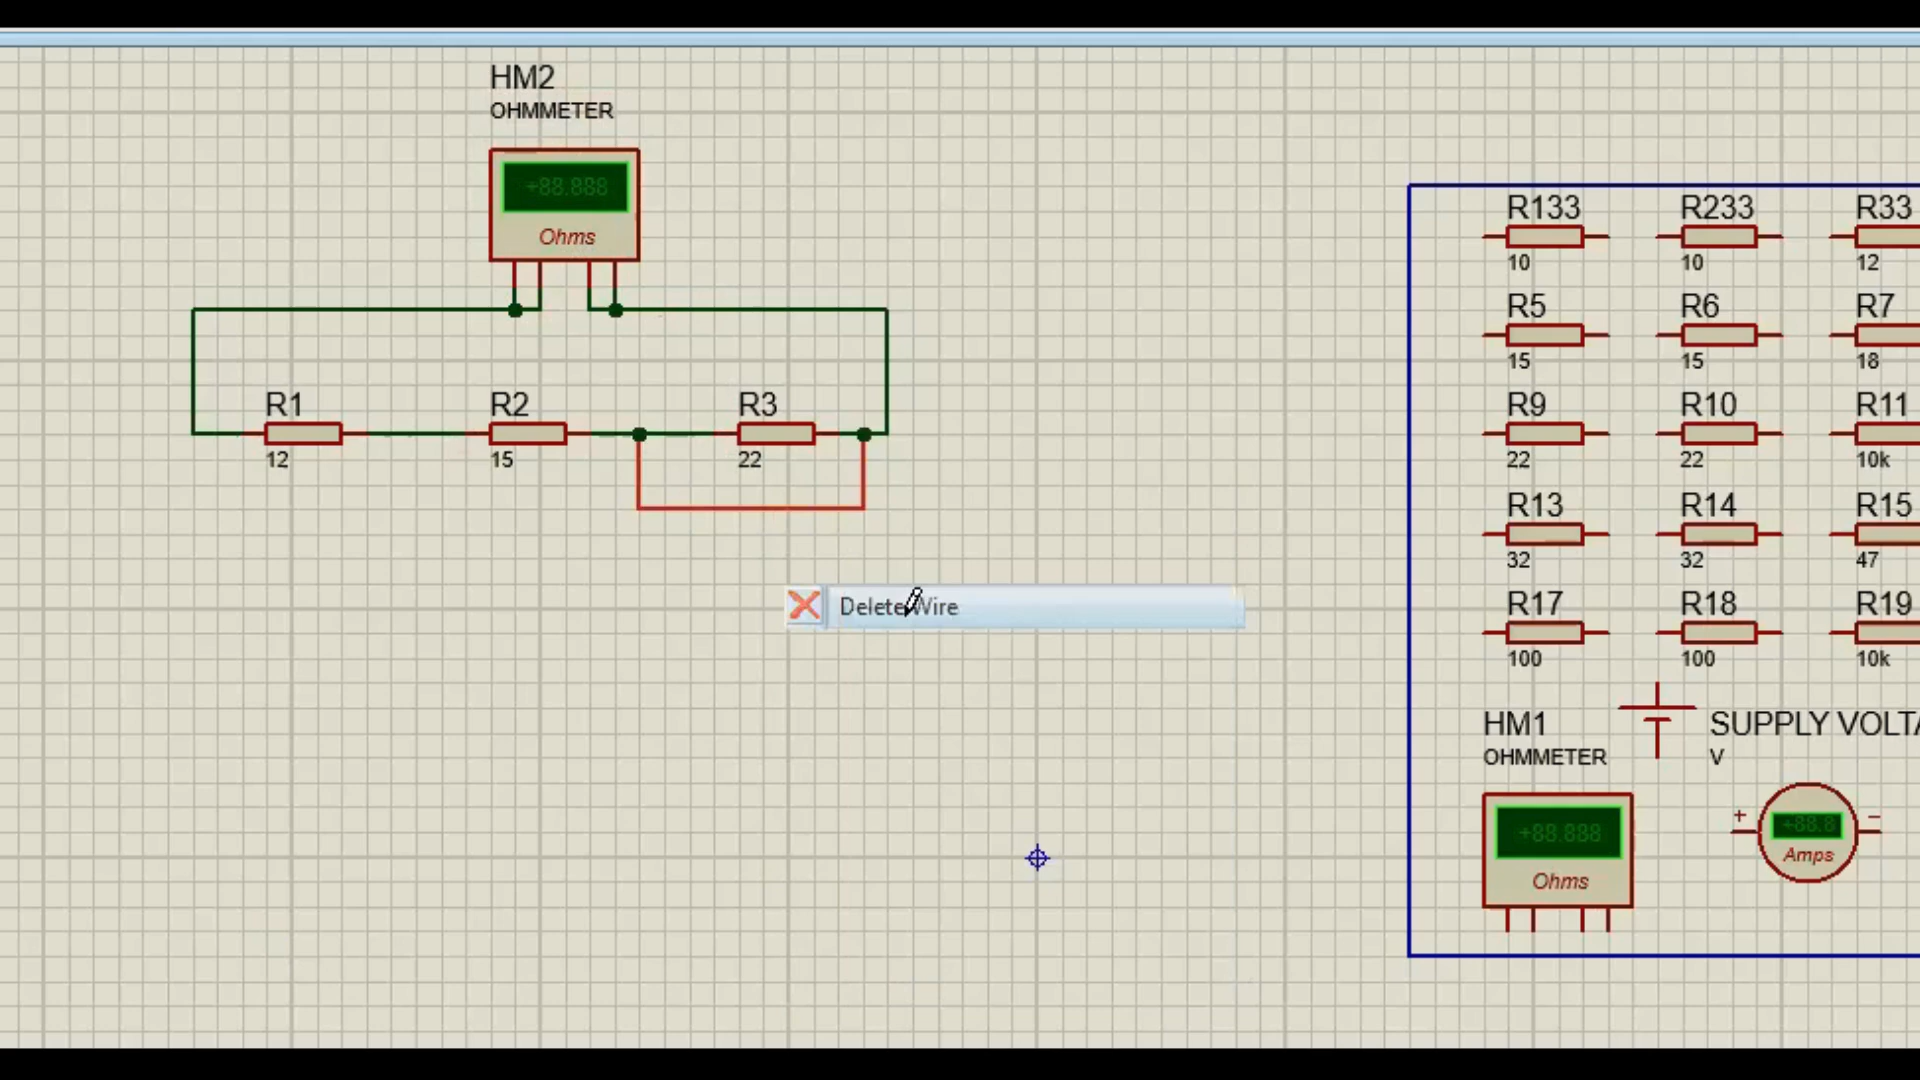 HM2
OHMMETER
+88.888
Ohms
R1
12
R2
15
R3
22
Delete Wire
R133
10
R233
10
R33
12
R5
15
R6
15
R7
18
R9
22
R10
22
R11
10k
R13
32
R14
32
R15
47
R17
100
R18
100
R19
10k
HM1
OHMMETER
+88.888
Ohms
SUPPLY VOLTA
V
+
+88.8
Amps
−